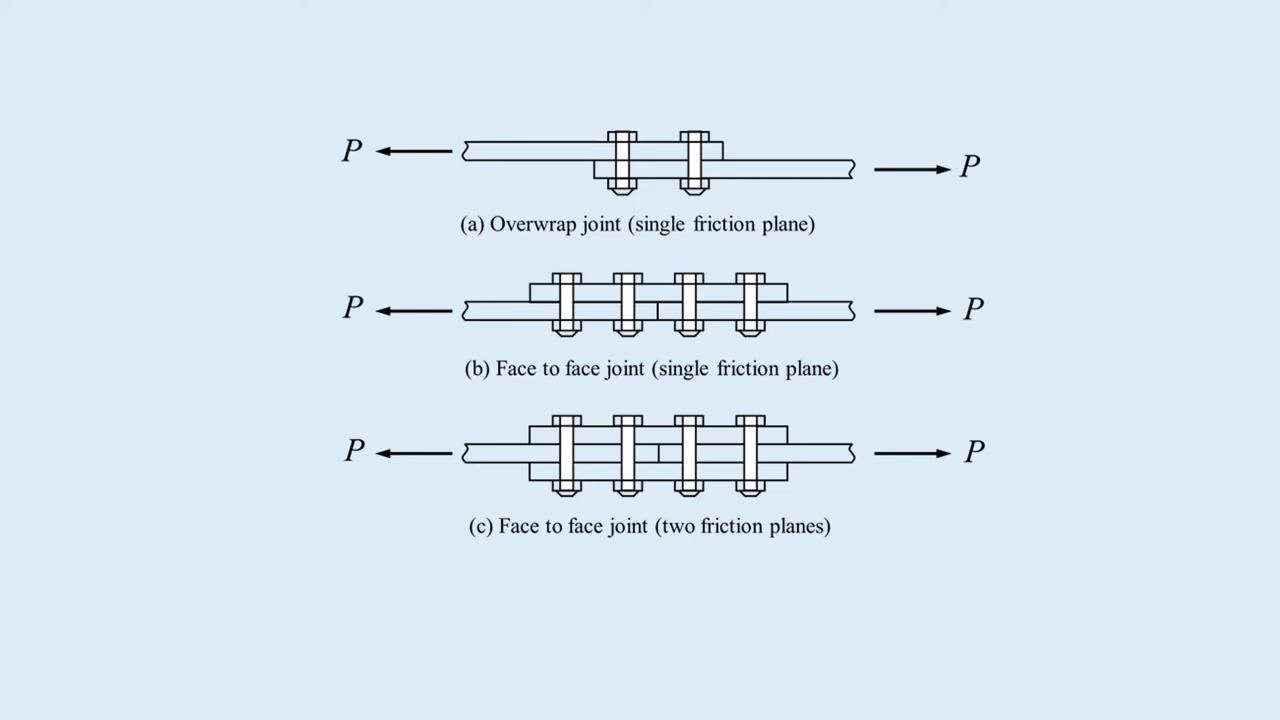 P P
(a) Overwrap joint (single friction plane)
P P
(b) Face to face joint (single friction plane)
P P
(c) Face to face joint (two friction planes)